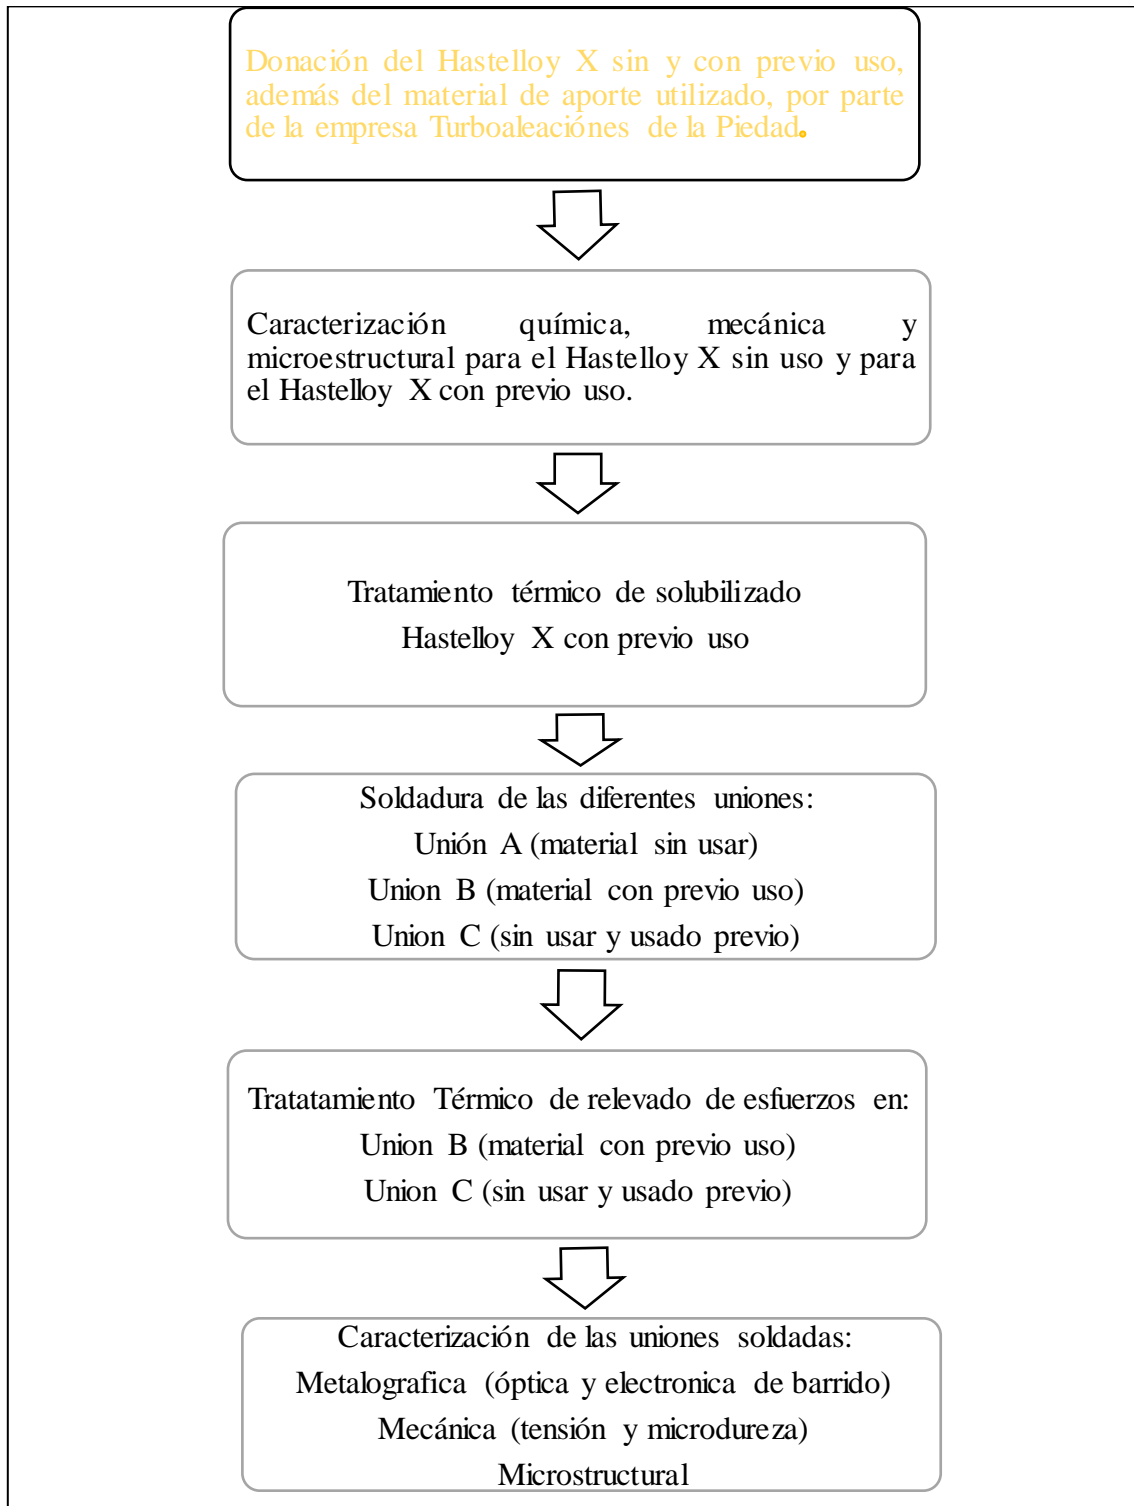 Donación del Hastelloy X sin y con previo uso,
además del material de aporte utilizado, por parte
de la empresa Turboaleaciónes de la Piedad.
Caracterización química, mecánica y
microestructural para el Hastelloy X sin uso y para
el Hastelloy X con previo uso.
Tratamiento térmico de solubilizado
Hastelloy X con previo uso
Soldadura de las diferentes uniones:
Unión A (material sin usar)
Union B (material con previo uso)
Union C (sin usar y usado previo)
Tratatamiento Térmico de relevado de esfuerzos en:
Union B (material con previo uso)
Union C (sin usar y usado previo)
Caracterización de las uniones soldadas:
Metalografica (óptica y electronica de barrido)
Mecánica (tensión y microdureza)
Microstructural